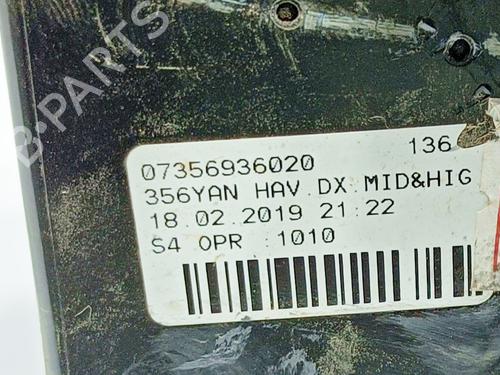 B-PARTS
07356936020 136
356YAN HAV DX MID&HIG
18 02 2019 21:22
S4 OPR :1010